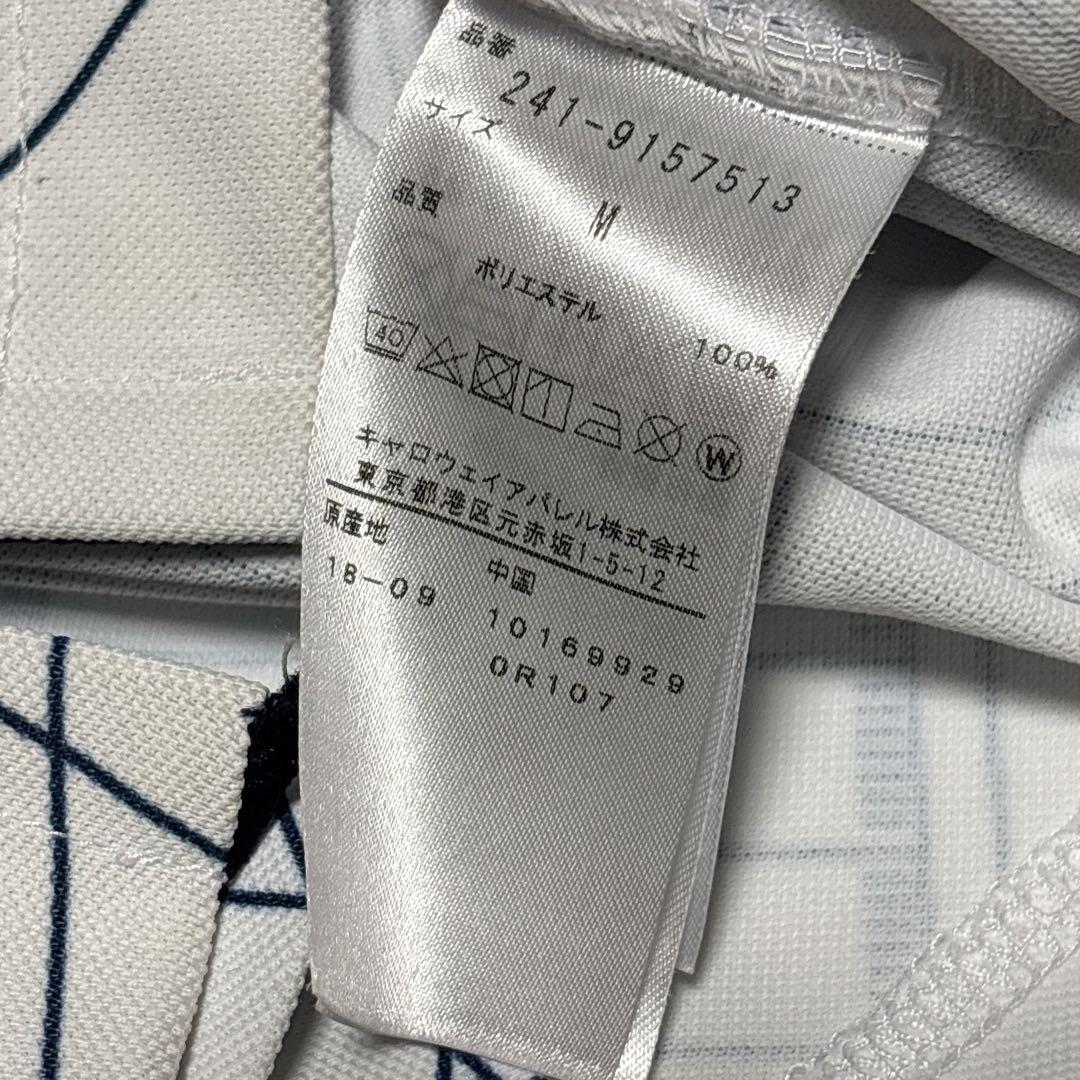 品番
241-9157513
サイズ
M
品質
ポリエステル
100%
40
W
キャロウェイアパレル株式会社
東京都港区元赤坂1-5-12
原産地
中国
18-09
10169929
0R107